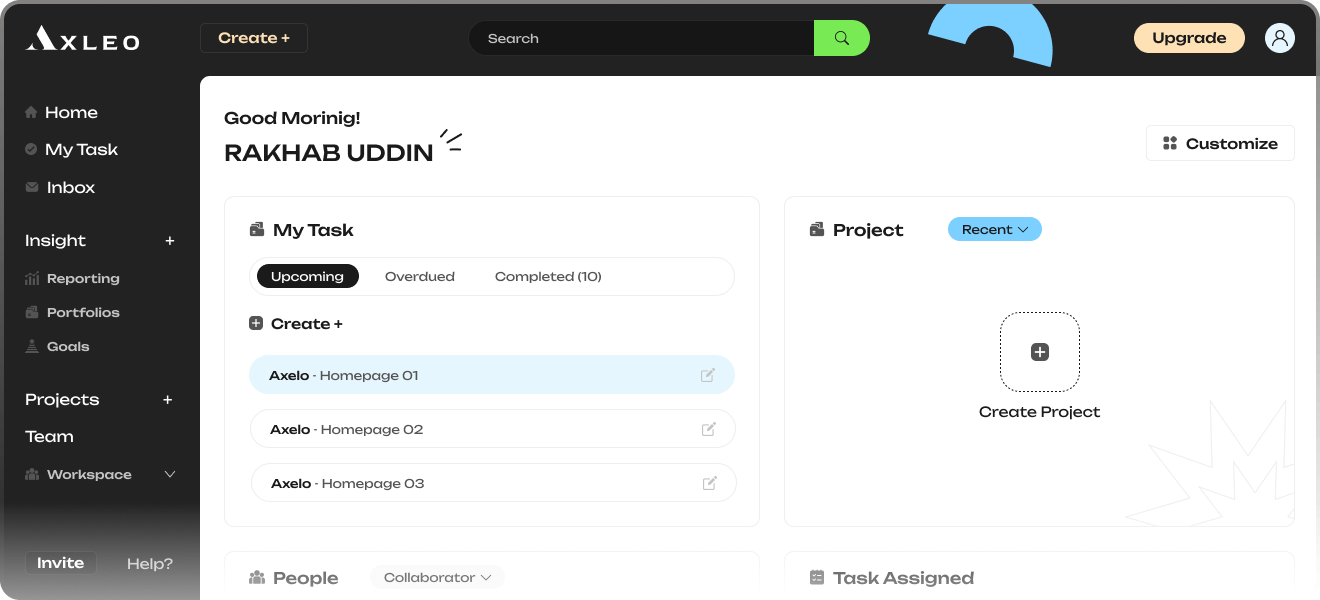 AXLEO
Create +
Search
Upgrade
Home
My Task
Inbox
Insight +
Reporting
Portfolios
Goals
Projects +
Team
Workspace
Invite
Help?
Good Morinig!
RAKHAB UDDIN
Customize
My Task
Upcoming Overdued Completed (10)
Create +
Axelo - Homepage 01
Axelo - Homepage 02
Axelo - Homepage 03
Project Recent
Create Project
People Collaborator
Task Assigned